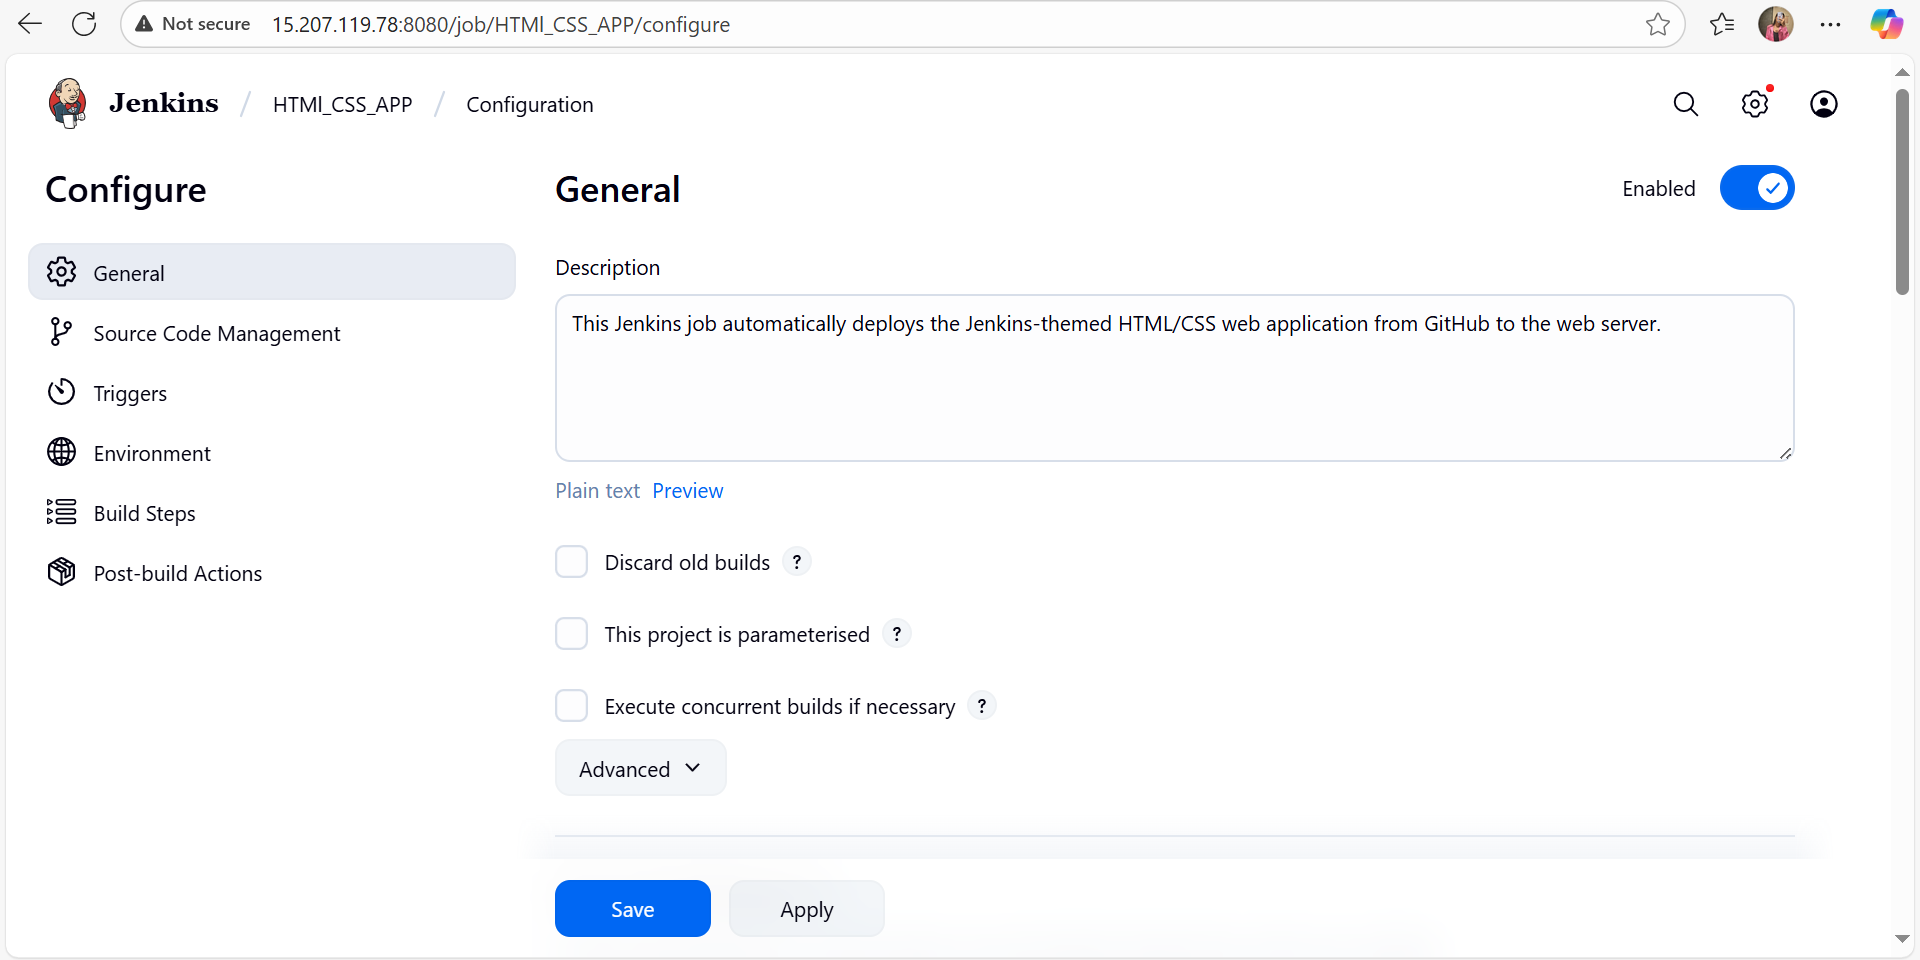 Not secure 15.207.119.78:8080/job/HTMl_CSS_APP/configure
Jenkins / HTMl_CSS_APP / Configuration
Configure
General
Source Code Management
Triggers
Environment
Build Steps
Post-build Actions
General
Enabled
Description
This Jenkins job automatically deploys the Jenkins-themed HTML/CSS web application from GitHub to the web server.
Plain text Preview
Discard old builds ?
This project is parameterised ?
Execute concurrent builds if necessary ?
Advanced
Save Apply